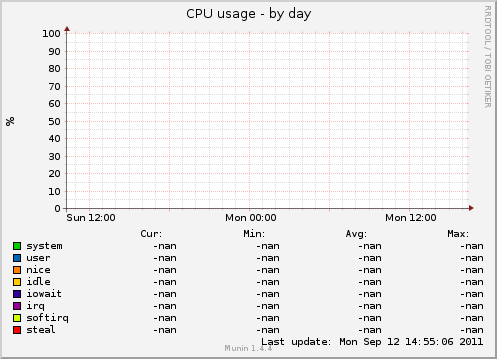 CPU usage - by day
RRDTOOL / TOBI OETIKER
%
100
90
80
70
60
50
40
30
20
10
0
Sun 12:00 Mon 00:00 Mon 12:00
Cur: Min: Avg: Max:
system -nan -nan -nan -nan
user -nan -nan -nan -nan
nice -nan -nan -nan -nan
idle -nan -nan -nan -nan
iowait -nan -nan -nan -nan
irq -nan -nan -nan -nan
softirq -nan -nan -nan -nan
steal -nan -nan -nan -nan
Last update: Mon Sep 12 14:55:06 2011
Munin 1.4.4